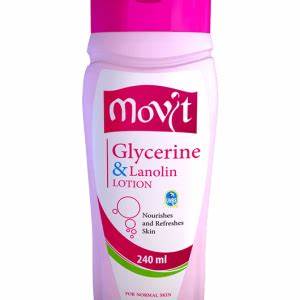 movit
Glycerine
& Lanolin
LOTION
Nourishes
and Refreshes
Skin
240 ml
FOR NORMAL SKIN